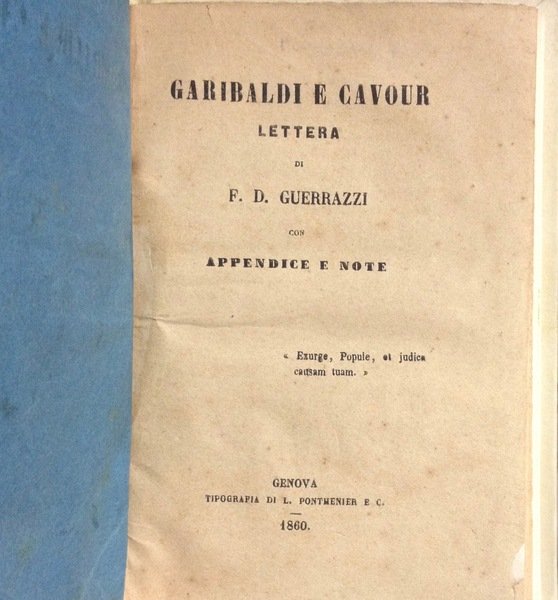 GARIBALDI E CAVOUR
LETTERA
DI
F. D. GUERRAZZI
CON
APPENDICE E NOTE
« Exurge, Popule, et judica
causam tuam. »
GENOVA
TIPOGRAFIA DI L. PONTHENIER E C.
1860.